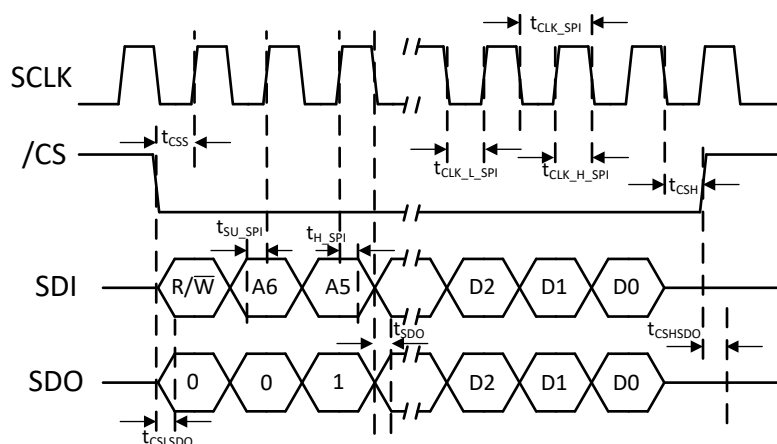 t_CLK_SPI
SCLK
/CS
t_CSS
t_CLK_L_SPI
t_CLK_H_SPI
t_CSH
t_SU_SPI
t_H_SPI
SDI
R/W̅ A6 A5 D2 D1 D0
t_SDO
t_CSHSDO
SDO
0 0 1 D2 D1 D0
t_CSLSDO